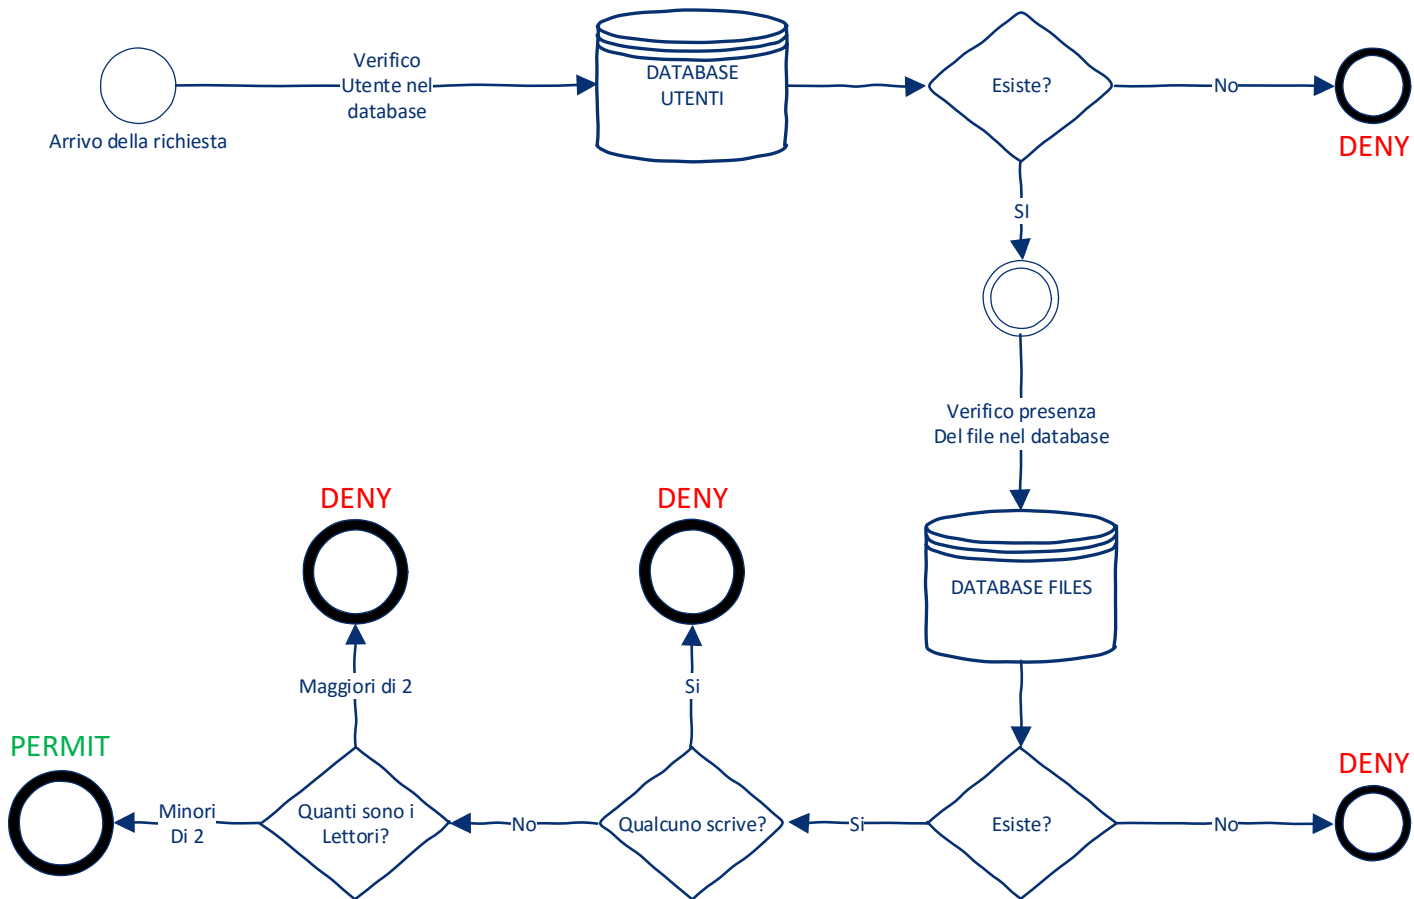 Verifico
Utente nel
database
DATABASE
UTENTI
Esiste?
No
Arrivo della richiesta
DENY
SI
Verifico presenza
Del file nel database
DENY
DENY
DATABASE FILES
Maggiori di 2
Si
PERMIT
DENY
Minori
Di 2
Quanti sono i
Lettori?
No
Qualcuno scrive?
Si
Esiste?
No